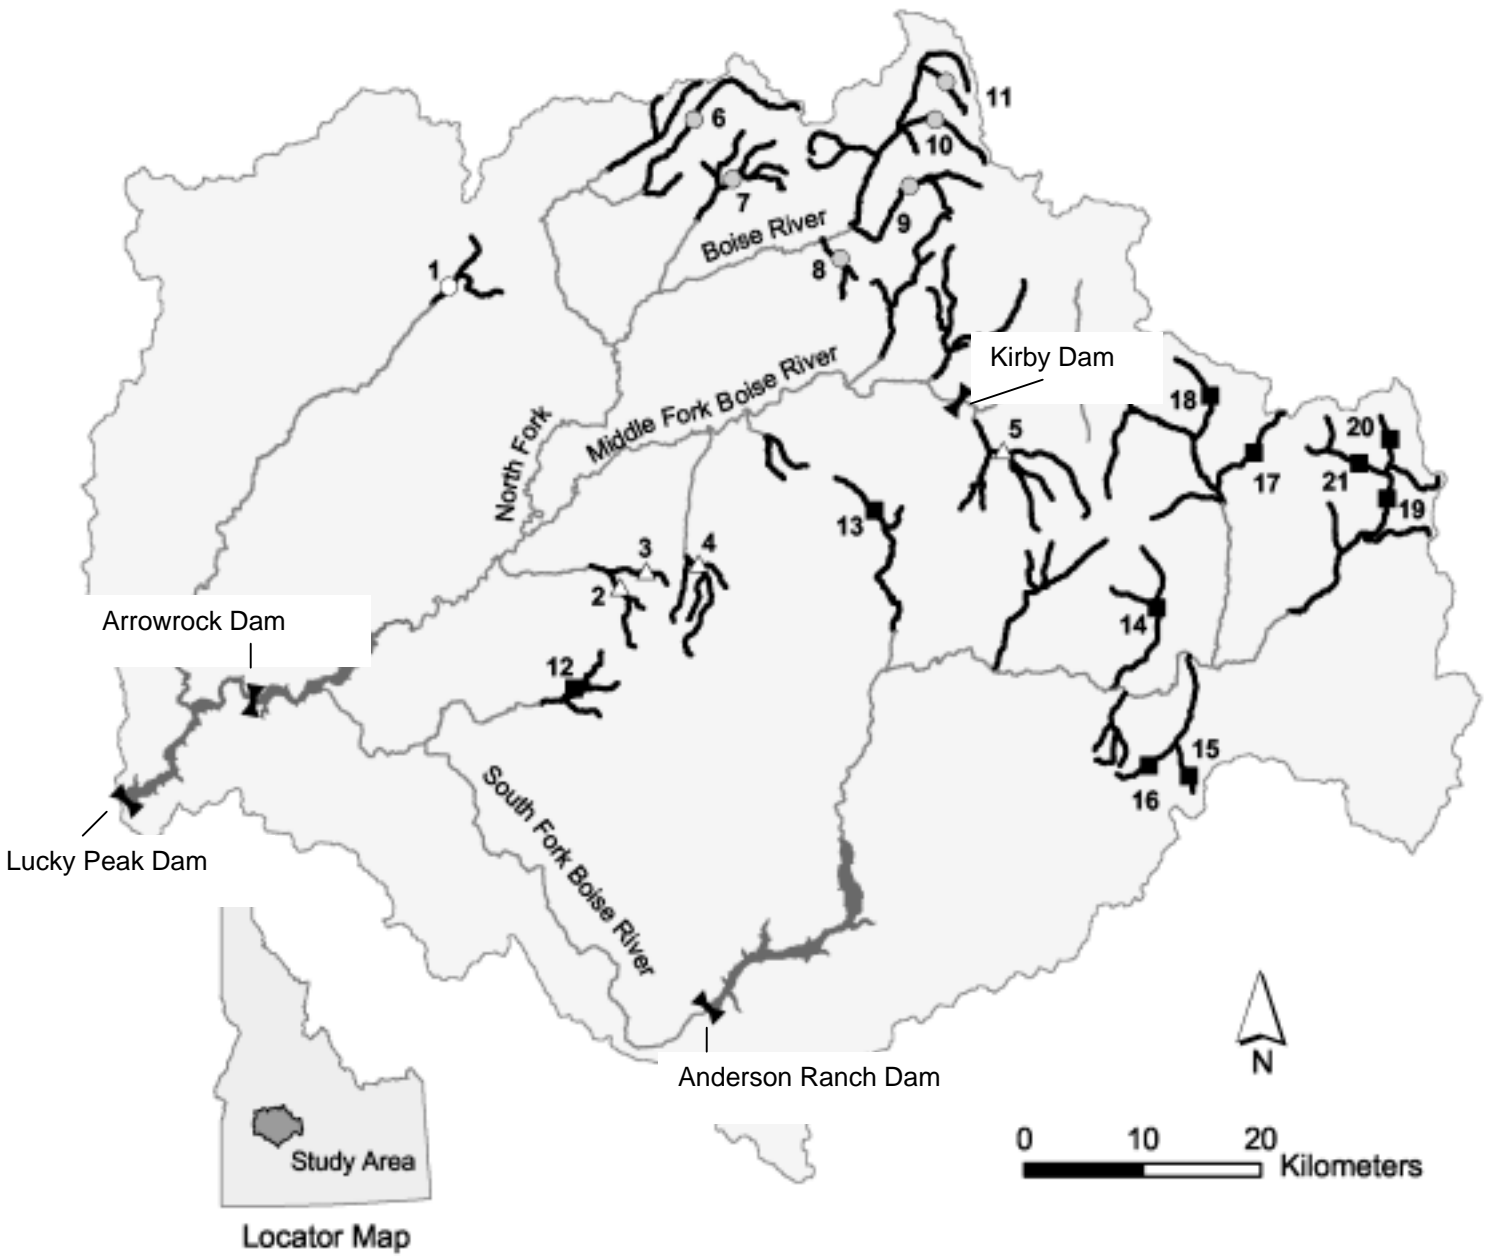 11
6
10
7
Boise River
9
8
1
Kirby Dam
Middle Fork Boise River
18
North Fork
5
20
17
21
19
13
3
4
2
14
Arrowrock Dam
12
15
16
South Fork Boise River
Lucky Peak Dam
Anderson Ranch Dam
N
0 10 20
Kilometers
Study Area
Locator Map